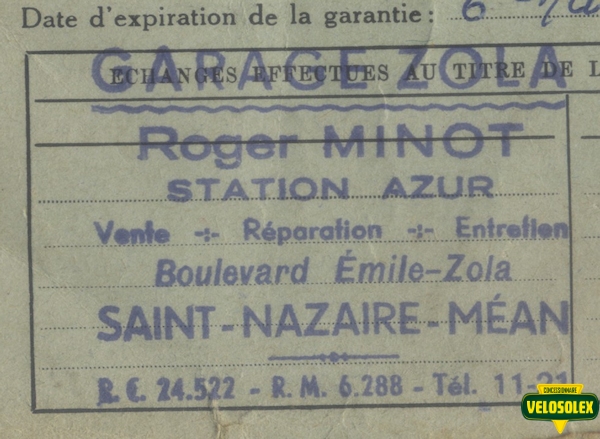 Date d'expiration de la garantie : 6
ECHANGES EFFECTUES AU TITRE DE L
GARAGE ZOLA
Roger MINOT
STATION AZUR
Vente -:- Réparation -:- Entretien
Boulevard Émile-Zola
SAINT-NAZAIRE-MÉAN
R. C. 24.522 - R. M. 6.288 - Tél. 11-21
CONCESSIONNAIRE
VELOSOLEX